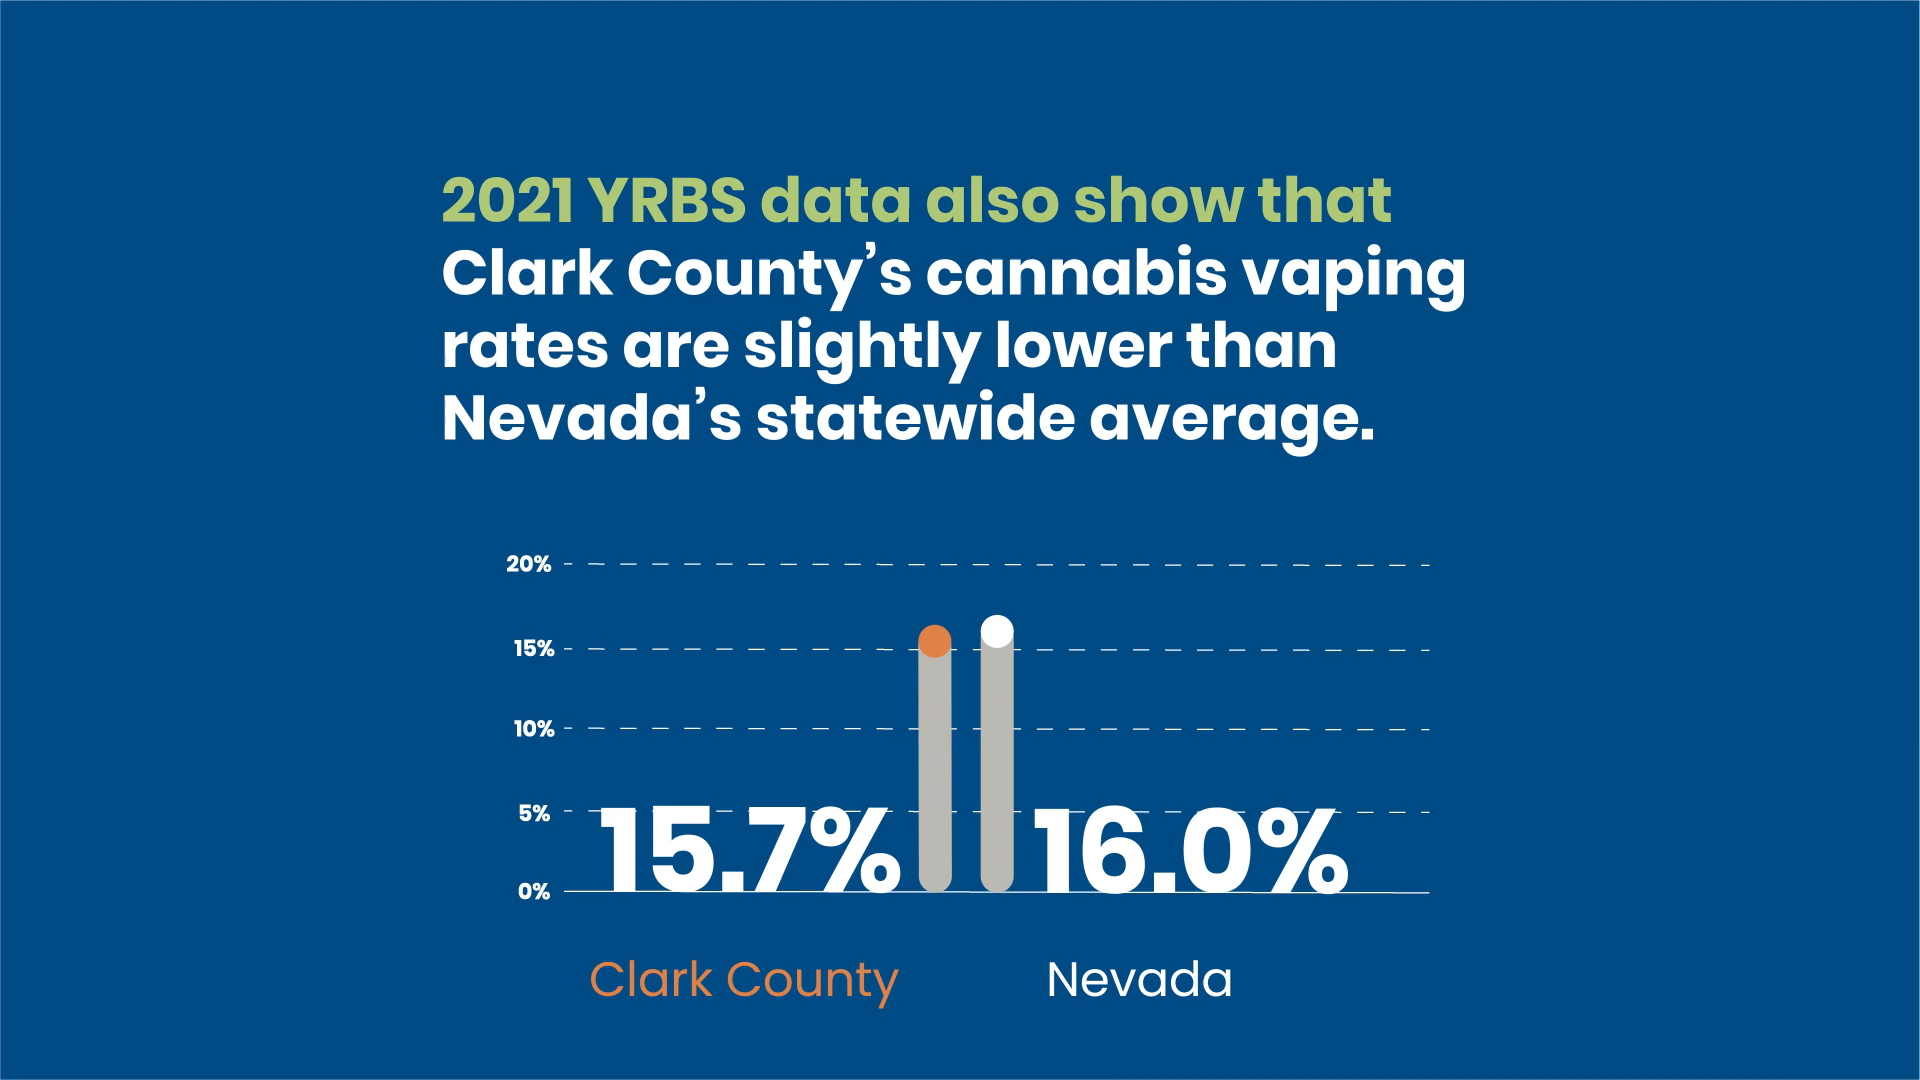 2021 YRBS data also show that
Clark County’s cannabis vaping
rates are slightly lower than
Nevada’s statewide average.
20%
15%
10%
5%
0%
15.7%
16.0%
Clark County
Nevada